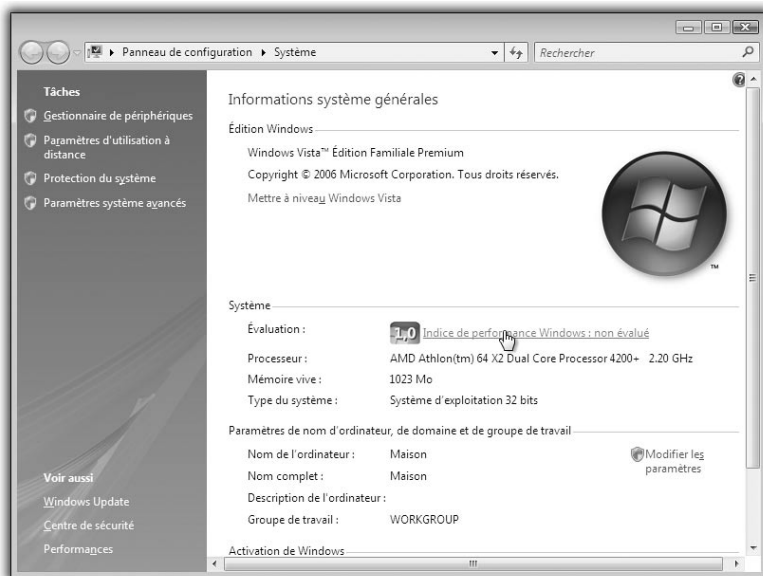 Panneau de configuration ▸ Système
Rechercher
Tâches
Gestionnaire de périphériques
Paramètres d'utilisation à
distance
Protection du système
Paramètres système avancés
Voir aussi
Windows Update
Centre de sécurité
Performances
Informations système générales
Édition Windows
Windows Vista™ Édition Familiale Premium
Copyright © 2006 Microsoft Corporation. Tous droits réservés.
Mettre à niveau Windows Vista
TM
Système
Évaluation :
1,0 Indice de performance Windows : non évalué
Processeur : AMD Athlon(tm) 64 X2 Dual Core Processor 4200+ 2.20 GHz
Mémoire vive : 1023 Mo
Type du système : Système d'exploitation 32 bits
Paramètres de nom d'ordinateur, de domaine et de groupe de travail
Nom de l'ordinateur : Maison
Modifier les
paramètres
Nom complet : Maison
Description de l'ordinateur :
Groupe de travail : WORKGROUP
Activation de Windows